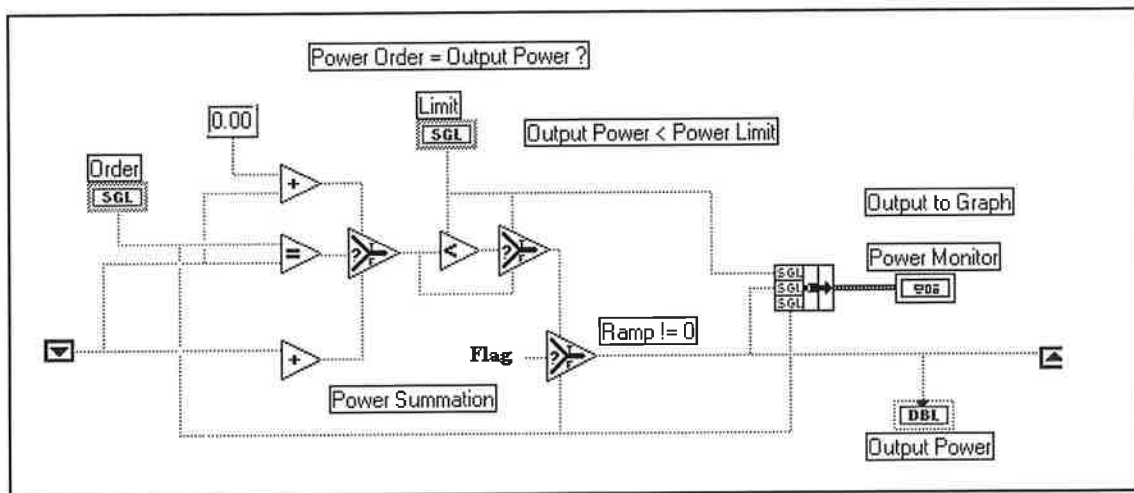 Power Order = Output Power ?
Limit
SGL
0.00
Output Power < Power Limit
Order
SGL
+
=
? T F
<
? T F
Output to Graph
Power Monitor
SGL
SGL
SGL
Ramp != 0
Flag
? T F
+
Power Summation
DBL
Output Power